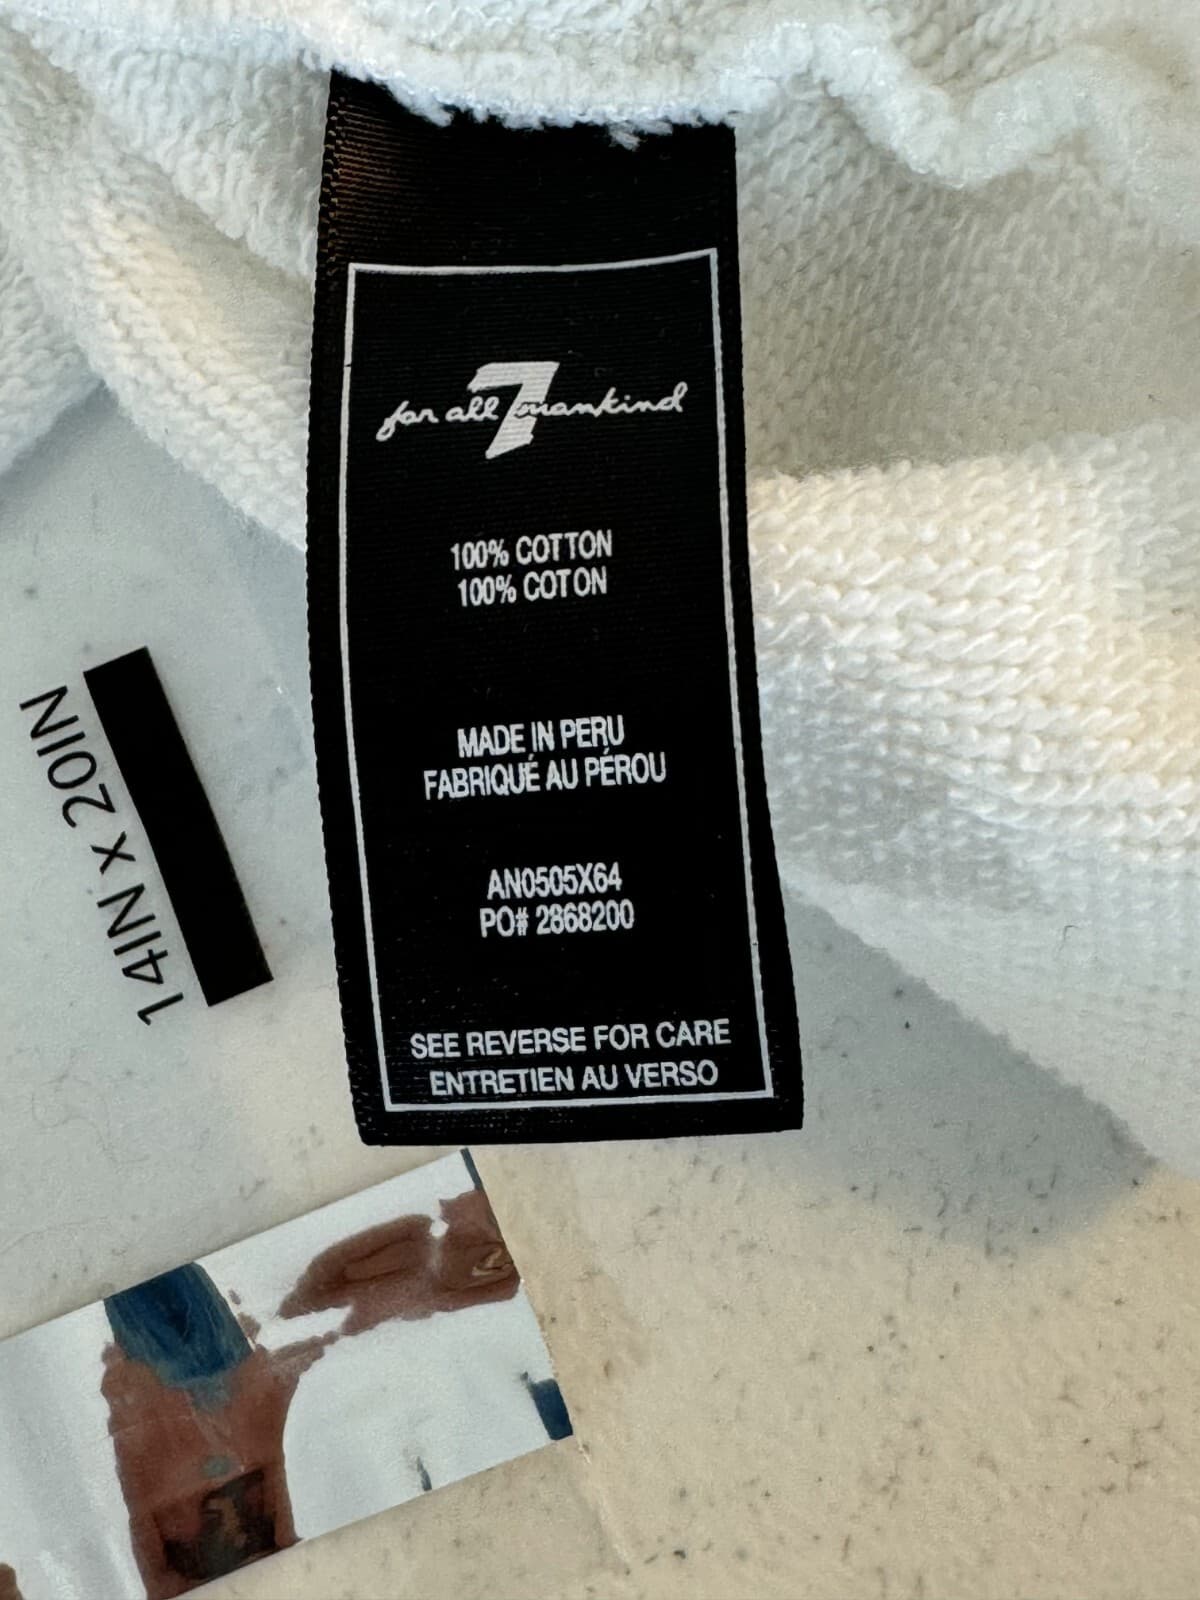 for all 7 mankind
100% COTTON
100% COTON
MADE IN PERU
FABRIQUÉ AU PÉROU
AN0505X64
PO# 2868200
SEE REVERSE FOR CARE
ENTRETIEN AU VERSO
14IN X 20IN